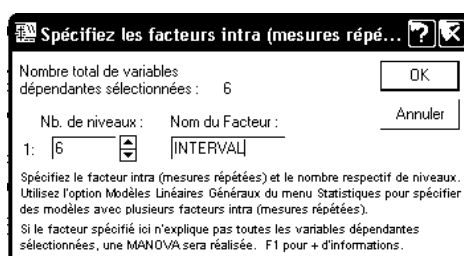 Spécifiez les facteurs intra (mesures répé...
Nombre total de variables
dépendantes sélectionnées : 6
OK
Annuler
Nb. de niveaux : Nom du Facteur :
1: 6 INTERVAL
Spécifiez le facteur intra (mesures répétées) et le nombre respectif de niveaux.
Utilisez l'option Modèles Linéaires Généraux du menu Statistiques pour spécifier
des modèles avec plusieurs facteurs intra (mesures répétées).
Si le facteur spécifié ici n'explique pas toutes les variables dépendantes
sélectionnées, une MANOVA sera réalisée. F1 pour + d'informations.